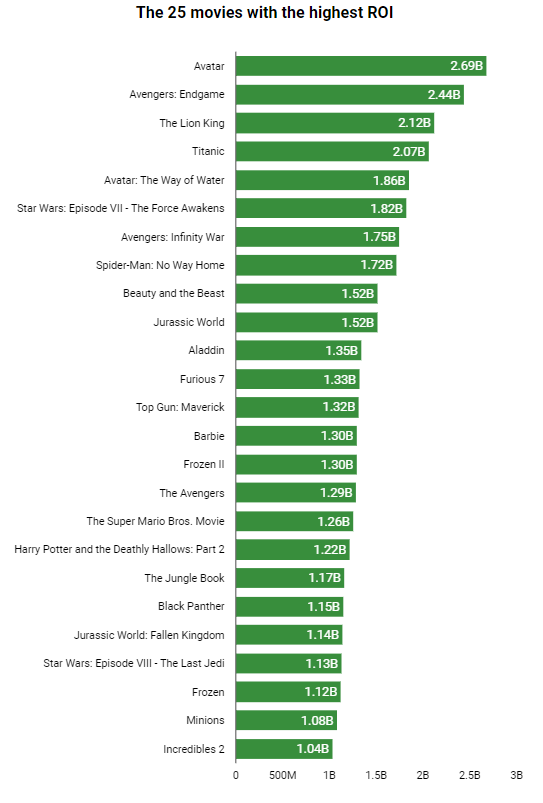 The 25 movies with the highest ROI
Avatar 2.69B
Avengers: Endgame 2.44B
The Lion King 2.12B
Titanic 2.07B
Avatar: The Way of Water 1.86B
Star Wars: Episode VII - The Force Awakens 1.82B
Avengers: Infinity War 1.75B
Spider-Man: No Way Home 1.72B
Beauty and the Beast 1.52B
Jurassic World 1.52B
Aladdin 1.35B
Furious 7 1.33B
Top Gun: Maverick 1.32B
Barbie 1.30B
Frozen II 1.30B
The Avengers 1.29B
The Super Mario Bros. Movie 1.26B
Harry Potter and the Deathly Hallows: Part 2 1.22B
The Jungle Book 1.17B
Black Panther 1.15B
Jurassic World: Fallen Kingdom 1.14B
Star Wars: Episode VIII - The Last Jedi 1.13B
Frozen 1.12B
Minions 1.08B
Incredibles 2 1.04B
0 500M 1B 1.5B 2B 2.5B 3B